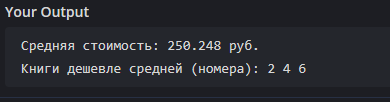 Your Output
Средняя стоимость: 250.248 руб.
Книги дешевле средней (номера): 2 4 6